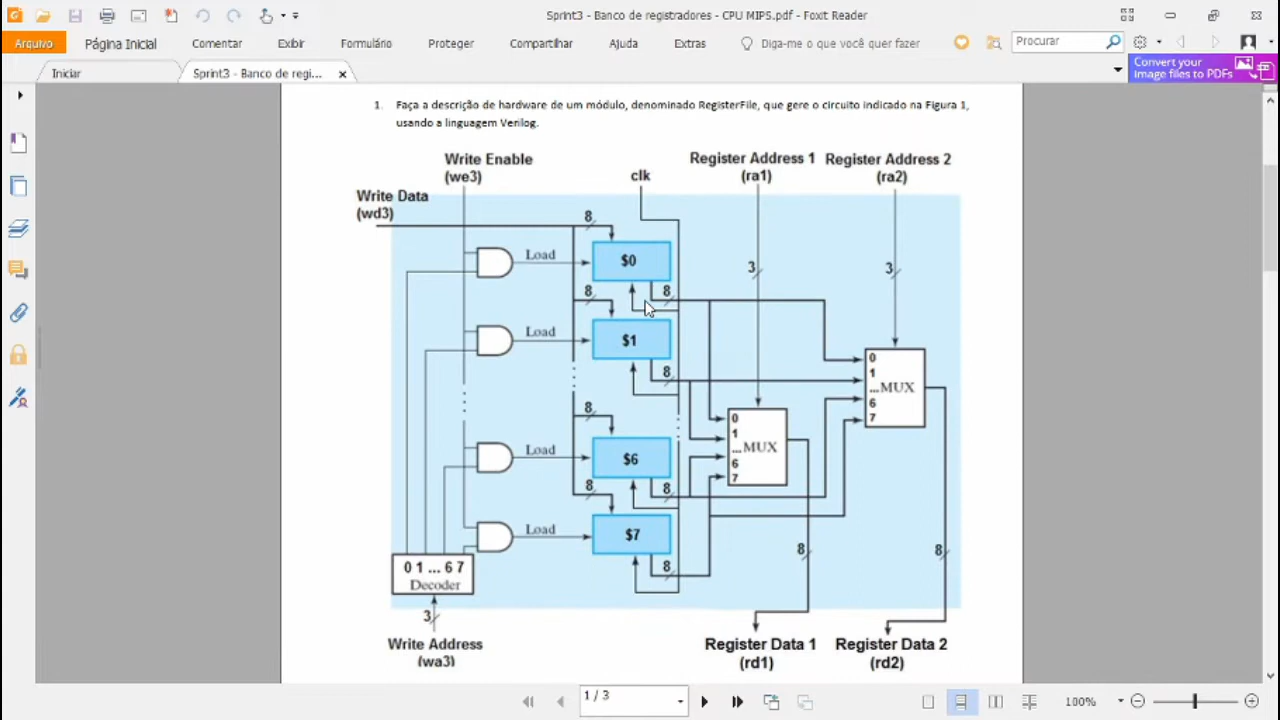 Sprint3 - Banco de registradores - CPU MIPS.pdf - Foxit Reader
Arquivo Página Inicial Comentar Exibir Formulário Proteger Compartilhar Ajuda Extras Diga-me o que você quer fazer Procurar
Iniciar Sprint3 - Banco de regi... Convert your
image files to PDFs
1. Faça a descrição de hardware de um módulo, denominado RegisterFile, que gere o circuito indicado na Figura 1,
usando a linguagem Verilog.
Write Enable
(we3)
clk
Register Address 1
(ra1)
Register Address 2
(ra2)
Write Data
(wd3)
8
Load
$0
8
3
3
8
Load
$1
8
0
1
...MUX
6
7
8
Load
$6
8
0
1
...MUX
6
7
8
Load
$7
8
8
8
0 1 ... 6 7
Decoder
3
Write Address
(wa3)
Register Data 1
(rd1)
Register Data 2
(rd2)
1 / 3
100%